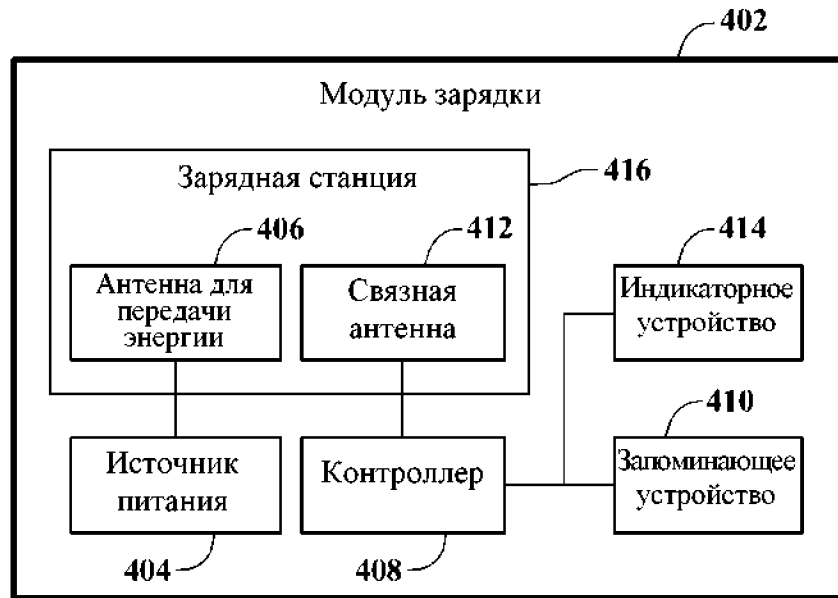 402
Модуль зарядки
Зарядная станция
416
406
412
414
Антенна для
передачи
энергии
Связная
антенна
Индикаторное
устройство
410
Источник
питания
Контроллер
Запоминающее
устройство
404
408